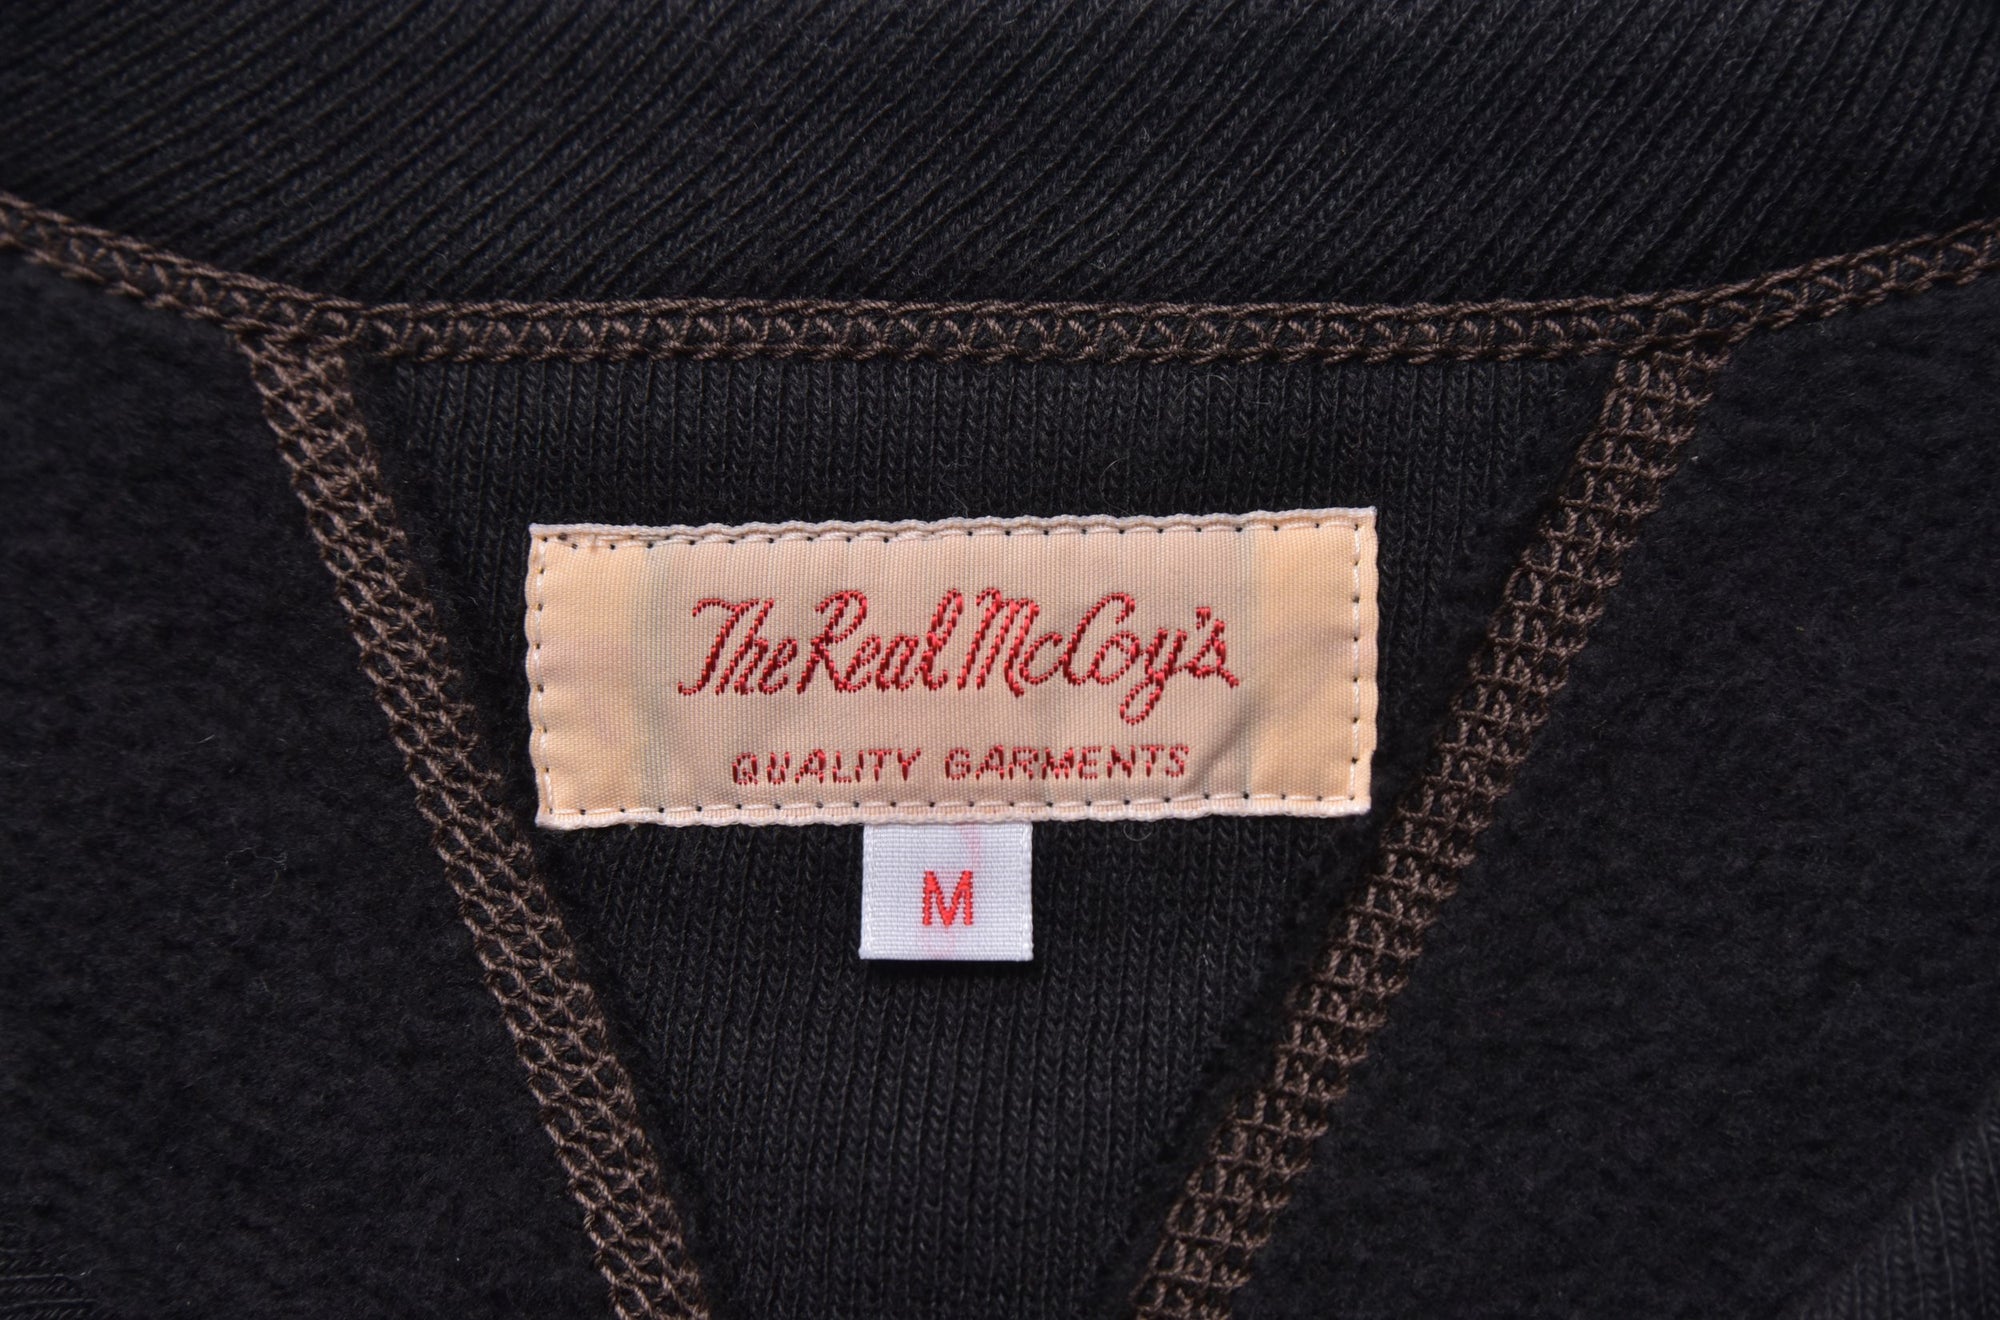 The Real McCoy's
QUALITY GARMENTS
M